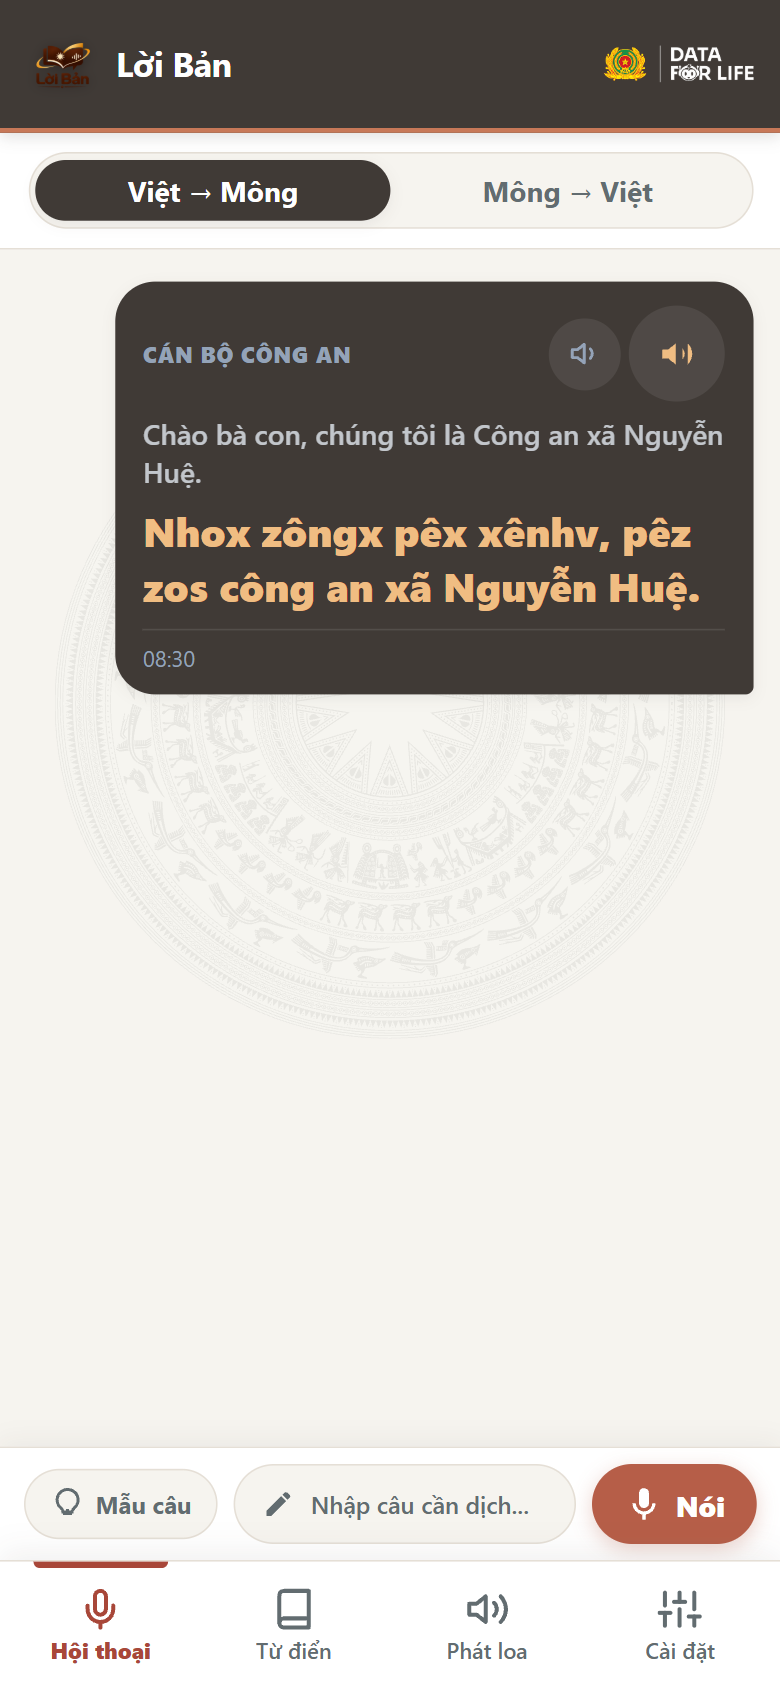 Lời Bản
Lời Bản
DATA
FOR LIFE
Việt → Mông
Mông → Việt
CÁN BỘ CÔNG AN
Chào bà con, chúng tôi là Công an xã Nguyễn
Huệ.
Nhox zôngx pêx xênhv, pêz
zos công an xã Nguyễn Huệ.
08:30
Mẫu câu
Nhập câu cần dịch...
Nói
Hội thoại
Từ điển
Phát loa
Cài đặt